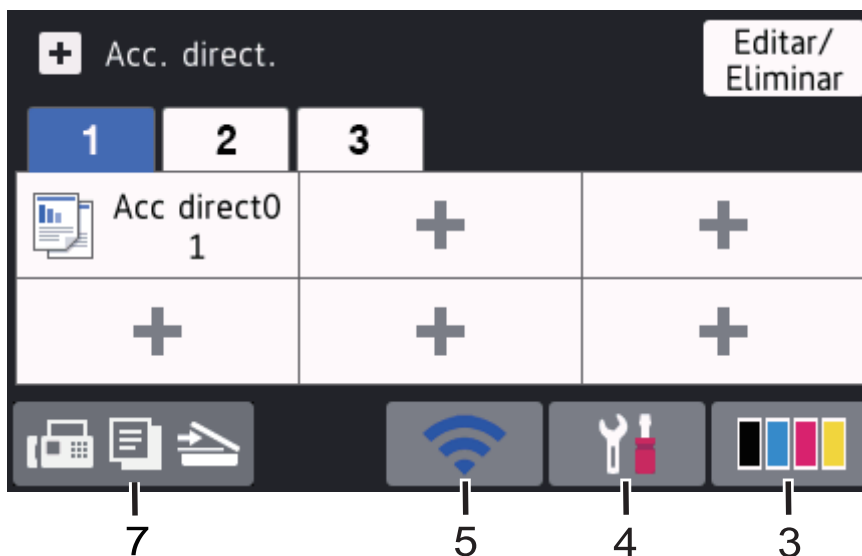 Acc. direct.
Editar/
Eliminar
1 2 3
Acc direct0
1
7 5 4 3